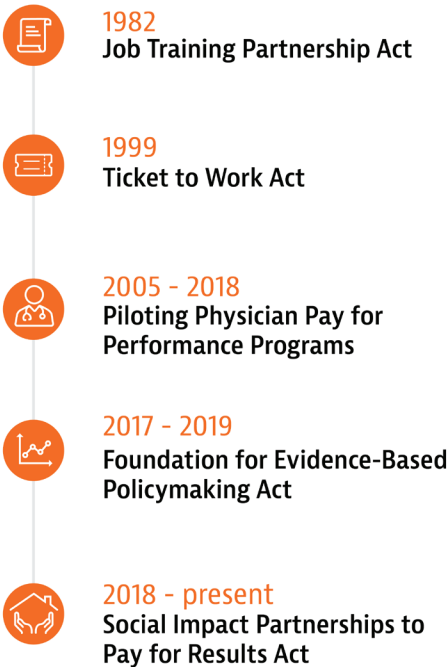 1982
Job Training Partnership Act
1999
Ticket to Work Act
2005 - 2018
Piloting Physician Pay for
Performance Programs
2017 - 2019
Foundation for Evidence-Based
Policymaking Act
2018 - present
Social Impact Partnerships to
Pay for Results Act